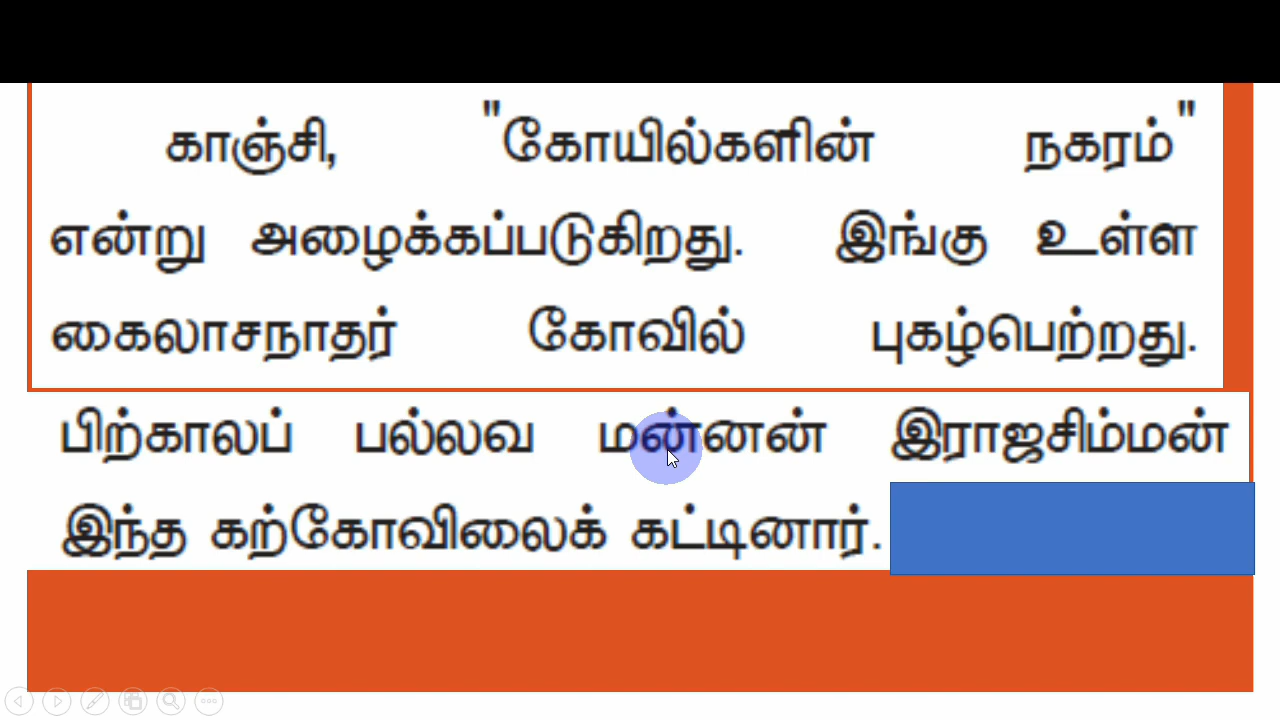 காஞ்சி, "கோயில்களின் நகரம்"
என்று அழைக்கப்படுகிறது. இங்கு உள்ள
கைலாசநாதர் கோவில் புகழ்பெற்றது.
பிற்காலப் பல்லவ மன்னன் இராஜசிம்மன்
இந்த கற்கோவிலைக் கட்டினார்.